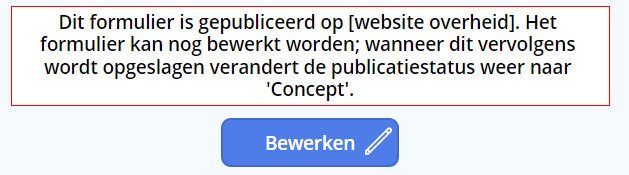 Dit formulier is gepubliceerd op [website overheid]. Het
formulier kan nog bewerkt worden; wanneer dit vervolgens
wordt opgeslagen verandert de publicatiestatus weer naar
'Concept'.
Bewerken